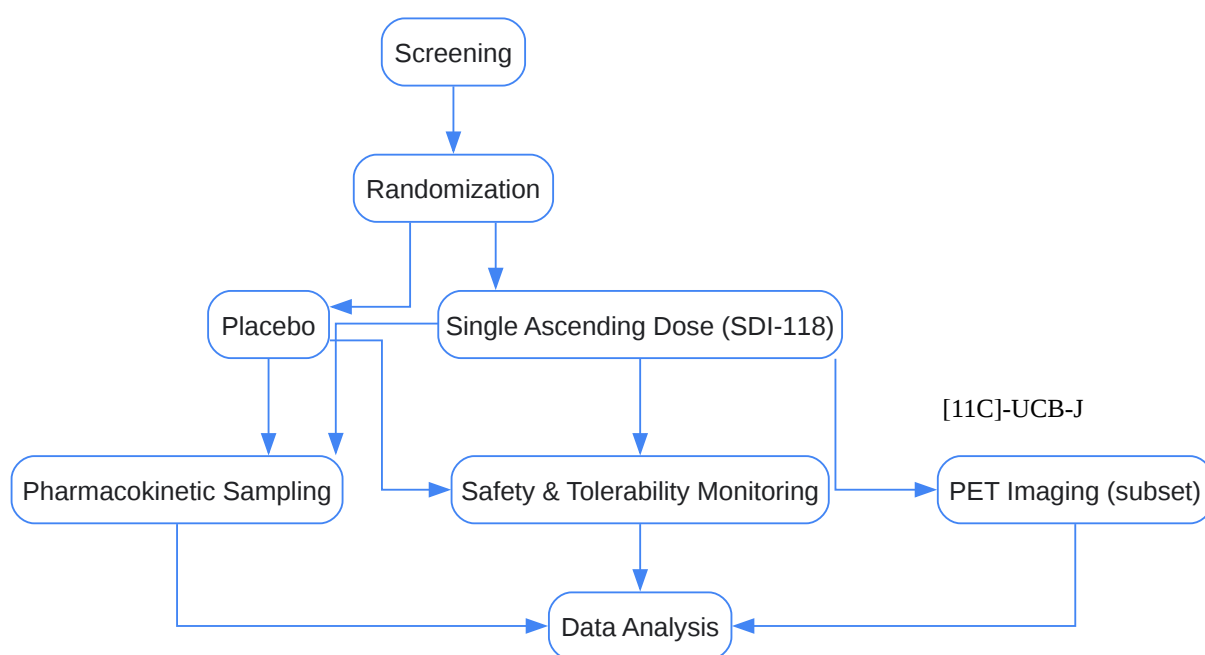 Screening
Randomization
Placebo
Single Ascending Dose (SDI-118)
[11C]-UCB-J
Pharmacokinetic Sampling
Safety & Tolerability Monitoring
PET Imaging (subset)
Data Analysis